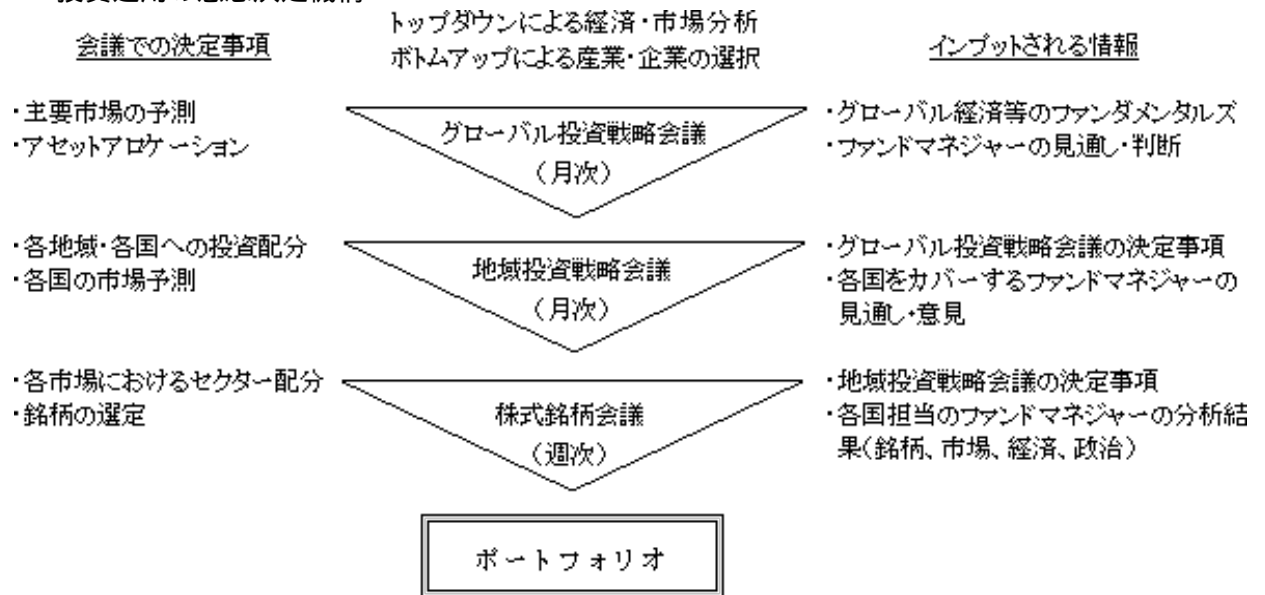 投資運用の意思決定機構
トップダウンによる経済・市場分析
ボトムアップによる産業・企業の選択
会議での決定事項
インプットされる情報
・主要市場の予測
・アセットアロケーション
グローバル投資戦略会議
(月次)
・グローバル経済等のファンダメンタルズ
・ファンドマネジャーの見通し・判断
・各地域・各国への投資配分
・各国の市場予測
地域投資戦略会議
(月次)
・グローバル投資戦略会議の決定事項
・各国をカバーするファンドマネジャーの
見通し・意見
・各市場におけるセクター配分
・銘柄の選定
株式銘柄会議
(週次)
・地域投資戦略会議の決定事項
・各国担当のファンドマネジャーの分析結
果(銘柄、市場、経済、政治)
ポートフォリオ